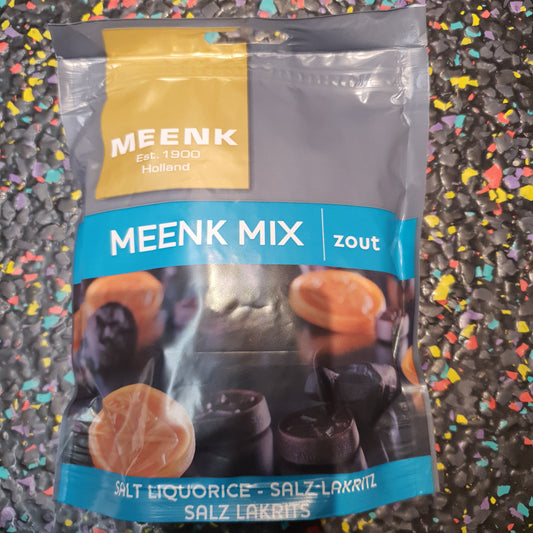 MEENK
Est. 1900
Holland
MEENK MIX | zout
SALT LIQUORICE - SALZ-LAKRITZ
SALZ LAKRITS